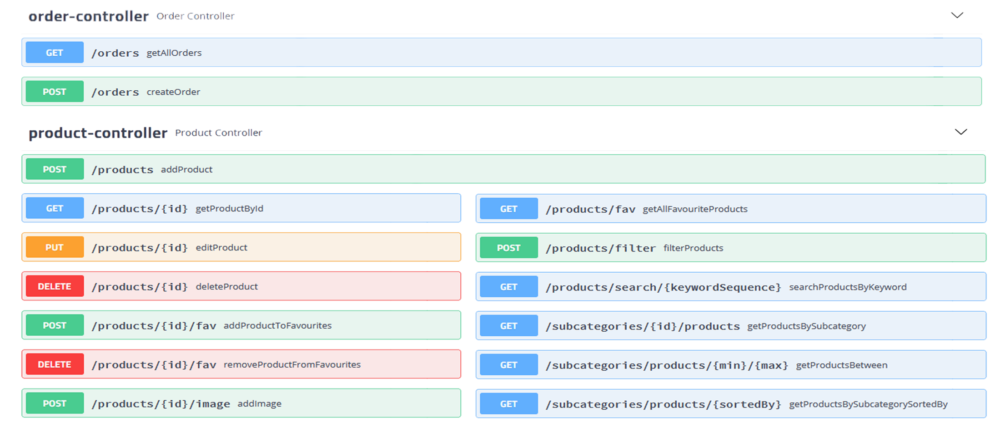 order-controller Order Controller
GET /orders getAllOrders
POST /orders createOrder
product-controller Product Controller
POST /products addProduct
GET /products/{id} getProductById
PUT /products/{id} editProduct
DELETE /products/{id} deleteProduct
POST /products/{id}/fav addProductToFavourites
DELETE /products/{id}/fav removeProductFromFavourites
POST /products/{id}/image addImage
GET /products/fav getAllFavouriteProducts
POST /products/filter filterProducts
GET /products/search/{keywordSequence} searchProductsByKeyword
GET /subcategories/{id}/products getProductsBySubcategory
GET /subcategories/products/{min}/{max} getProductsBetween
GET /subcategories/products/{sortedBy} getProductsBySubcategorySortedBy